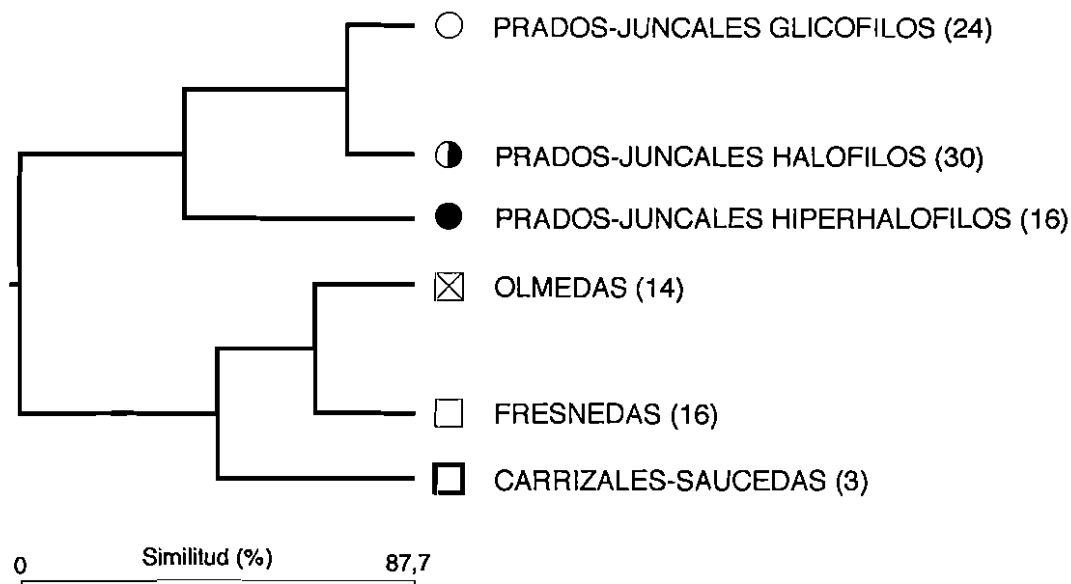 PRADOS-JUNCALES GLICOFILOS (24)
PRADOS-JUNCALES HALOFILOS (30)
PRADOS-JUNCALES HIPERHALOFILOS (16)
OLMEDAS (14)
FRESNEDAS (16)
CARRIZALES-SAUCEDAS (3)
0 Similitud (%) 87,7